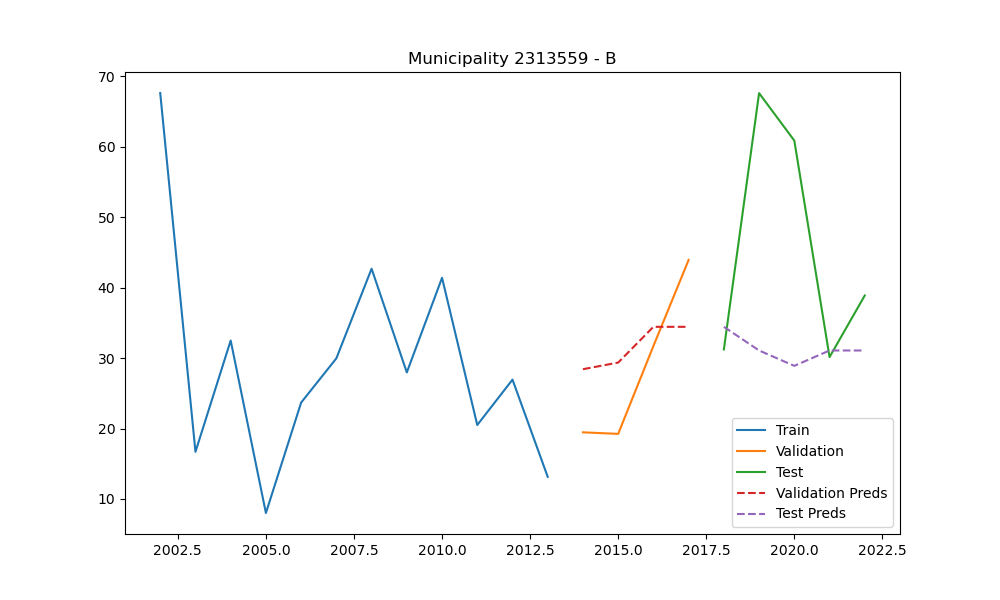 Municipality 2313559 - B
70
60
50
40
30
20
10
2002.5 2005.0 2007.5 2010.0 2012.5 2015.0 2017.5 2020.0 2022.5
Train
Validation
Test
Validation Preds
Test Preds